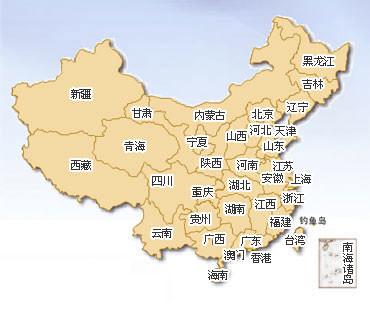 黑龙江
吉林
新疆
辽宁
甘肃
内蒙古
北京
河北
天津
山西
宁夏
青海
山东
陕西
河南
西藏
江苏
四川
安徽
上海
湖北
重庆
浙江
江西
湖南
贵州
福建
钓鱼岛
云南
广西
广东
台湾
澳门
香港
海南
南海诸岛